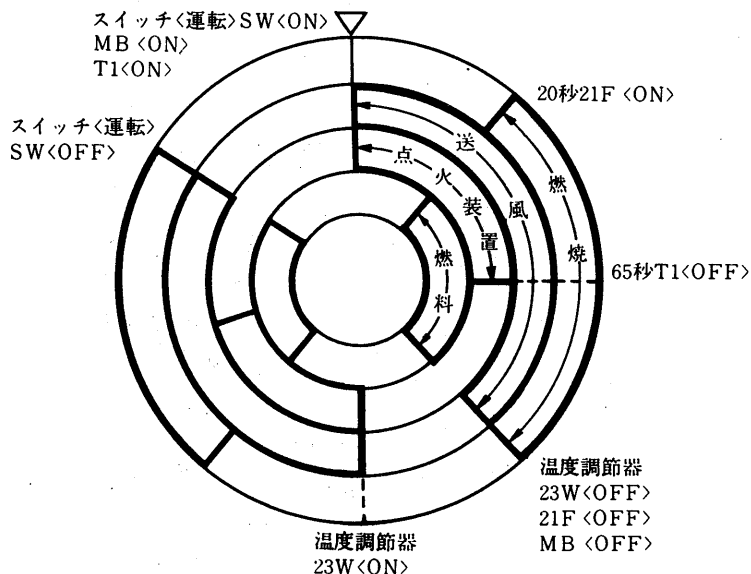 スイッチ<運転>SW<ON>
MB<ON>
T1<ON>
20秒21F<ON>
スイッチ<運転>
SW<OFF>
送風
点火装置
燃焼
燃料
65秒T1<OFF>
温度調節器
23W<OFF>
21F<OFF>
MB<OFF>
温度調節器
23W<ON>